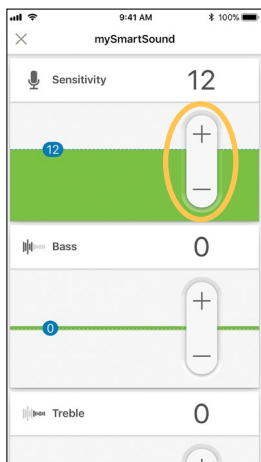 9:41 AM
100%
mySmartSound
Sensitivity 12
+
12
−
Bass 0
+
0
−
Treble 0
+